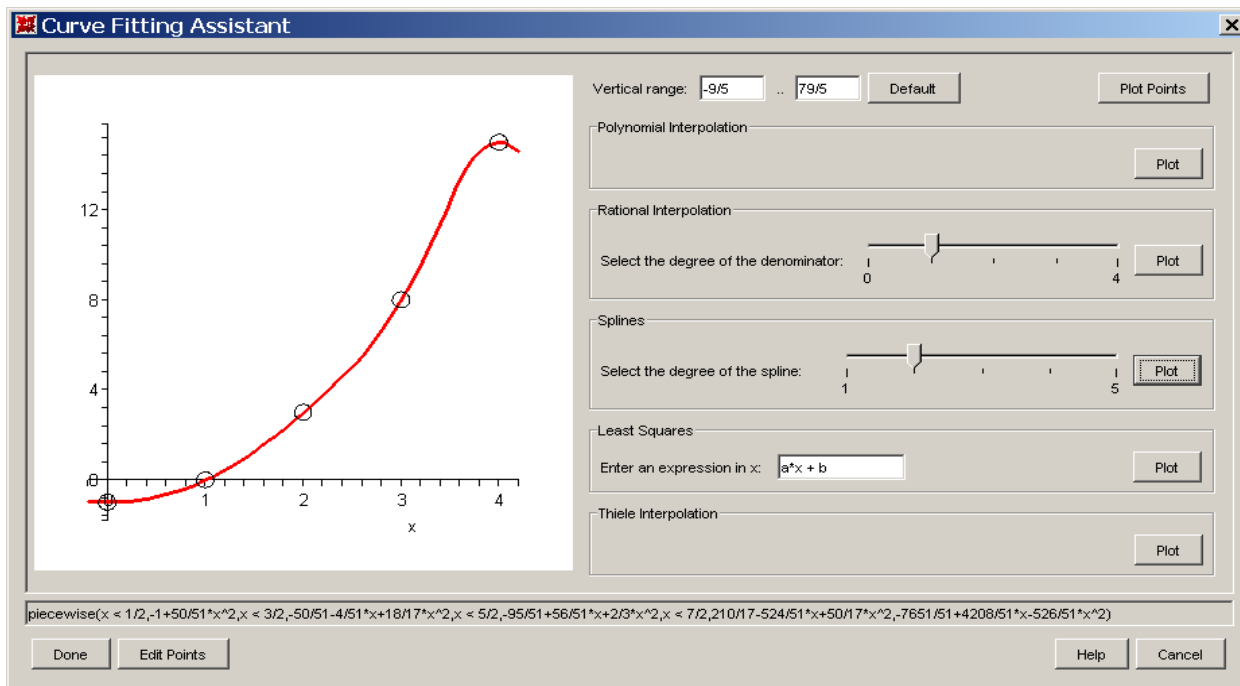 Curve Fitting Assistant
Vertical range: -9/5 .. 79/5 Default Plot Points
Polynomial Interpolation
Plot
Rational Interpolation
Select the degree of the denominator: Plot
0 4
Splines
Select the degree of the spline: Plot
1 5
Least Squares
Enter an expression in x: a*x + b Plot
Thiele Interpolation
Plot
12
8
4
0
0 1 2 3 4
x
piecewise(x < 1/2,-1+50/51*x^2,x < 3/2,-50/51-4/51*x+18/17*x^2,x < 5/2,-95/51+56/51*x+2/3*x^2,x < 7/2,210/17-524/51*x+50/17*x^2,-7651/51+4208/51*x-526/51*x^2)
Done Edit Points Help Cancel